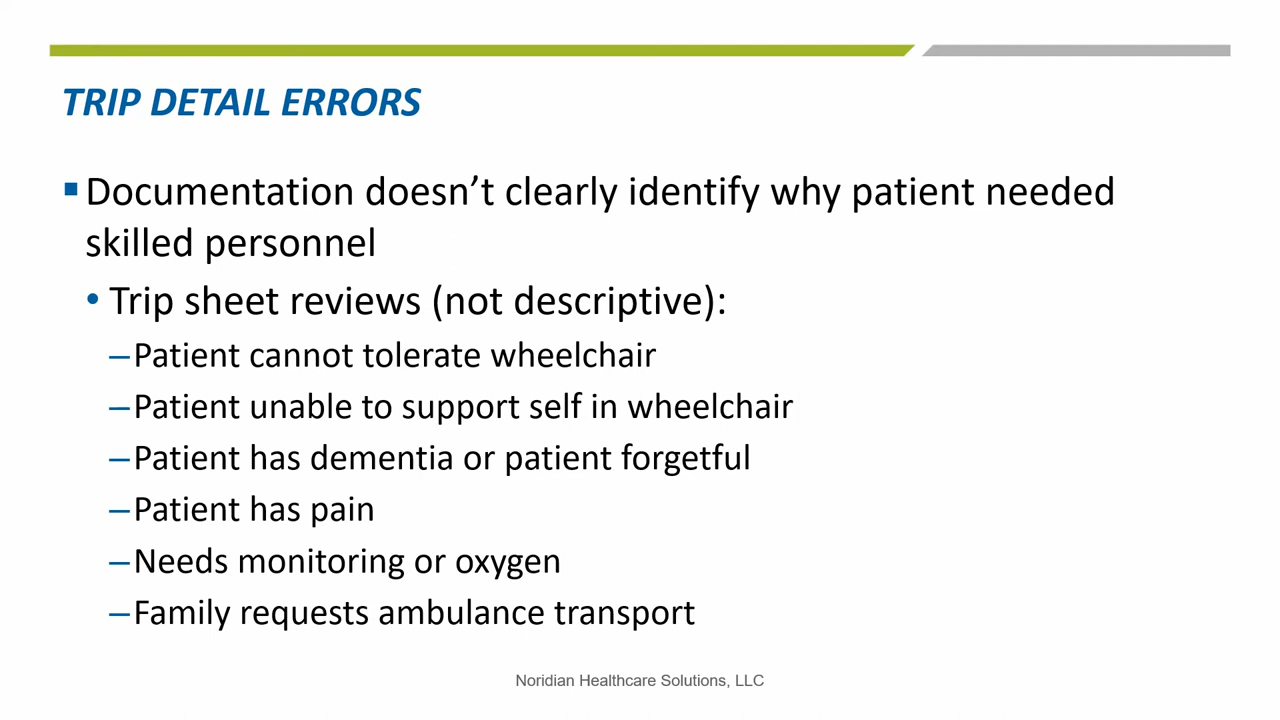 TRIP DETAIL ERRORS
▪ Documentation doesn’t clearly identify why patient needed
skilled personnel
• Trip sheet reviews (not descriptive):
–Patient cannot tolerate wheelchair
–Patient unable to support self in wheelchair
–Patient has dementia or patient forgetful
–Patient has pain
–Needs monitoring or oxygen
–Family requests ambulance transport
Noridian Healthcare Solutions, LLC